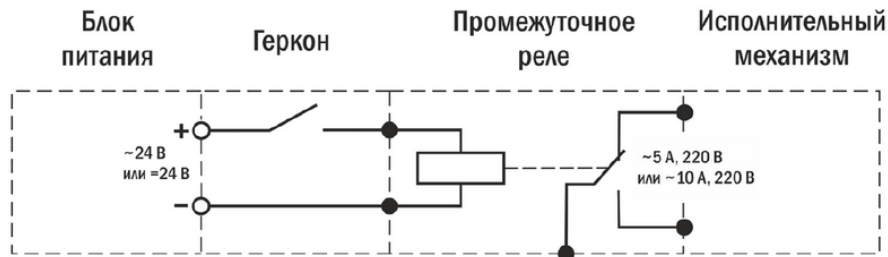 Блок
питания
Геркон
Промежуточное
реле
Исполнительный
механизм
+
~24 В
или =24 В
−
~5 А, 220 В
или ~10 А, 220 В